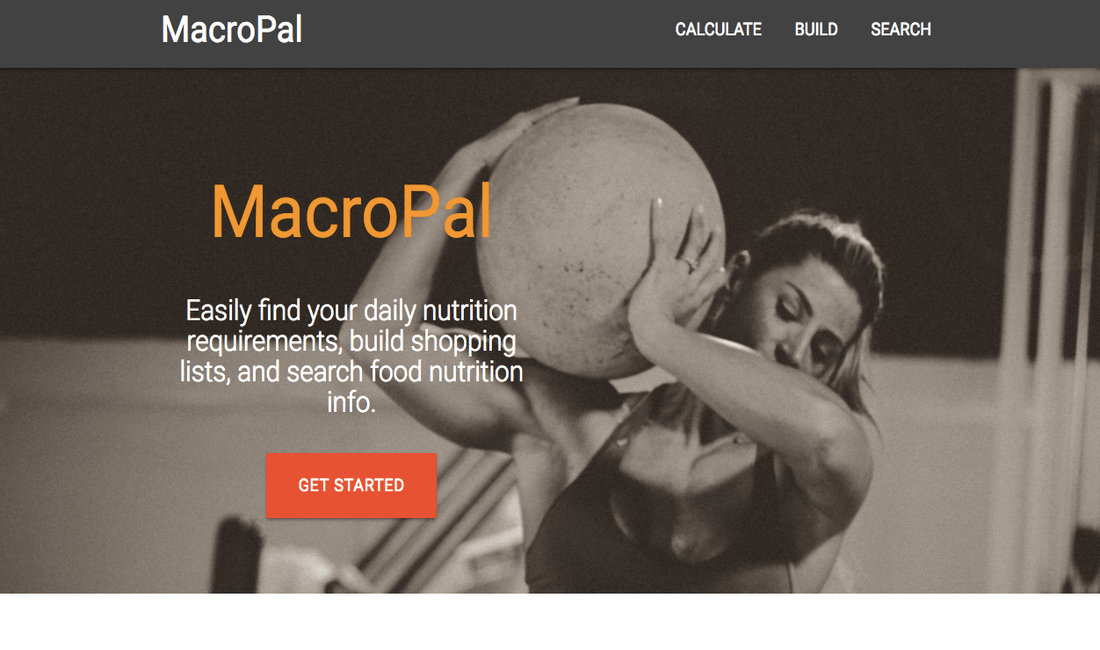 MacroPal
CALCULATE BUILD SEARCH
MacroPal
Easily find your daily nutrition
requirements, build shopping
lists, and search food nutrition
info.
GET STARTED